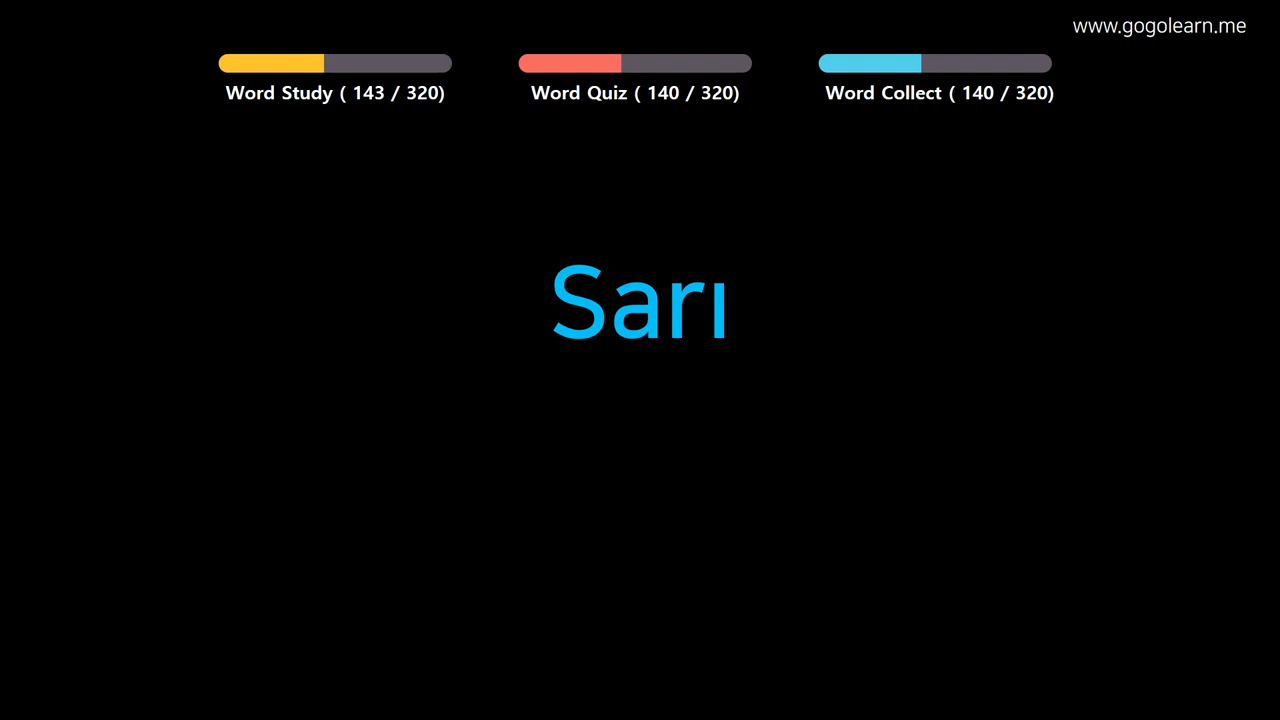 www.gogolearn.me
Word Study ( 143 / 320)
Word Quiz ( 140 / 320)
Word Collect ( 140 / 320)
Sarı